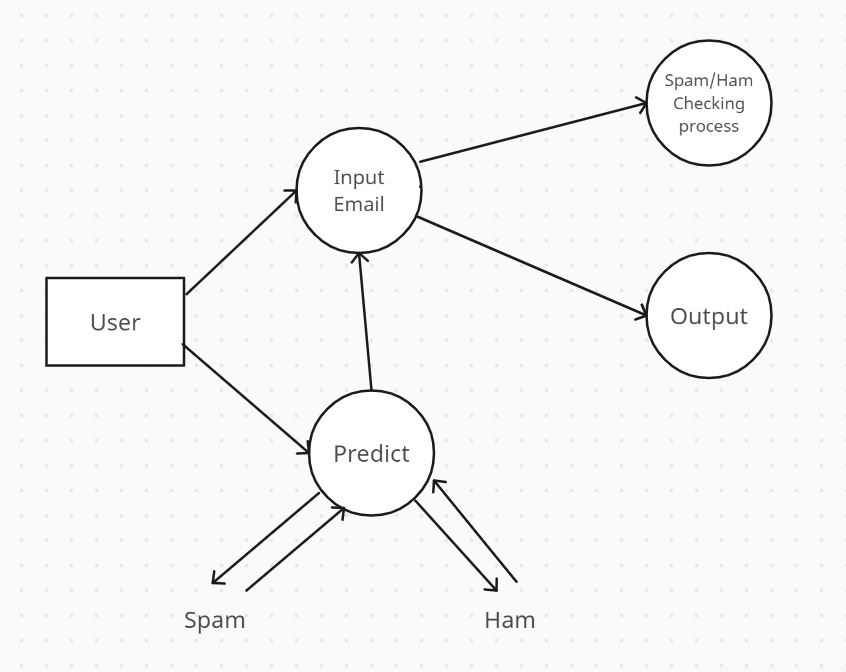 Spam/Ham
Checking
process
Input
Email
User
Output
Predict
Spam
Ham